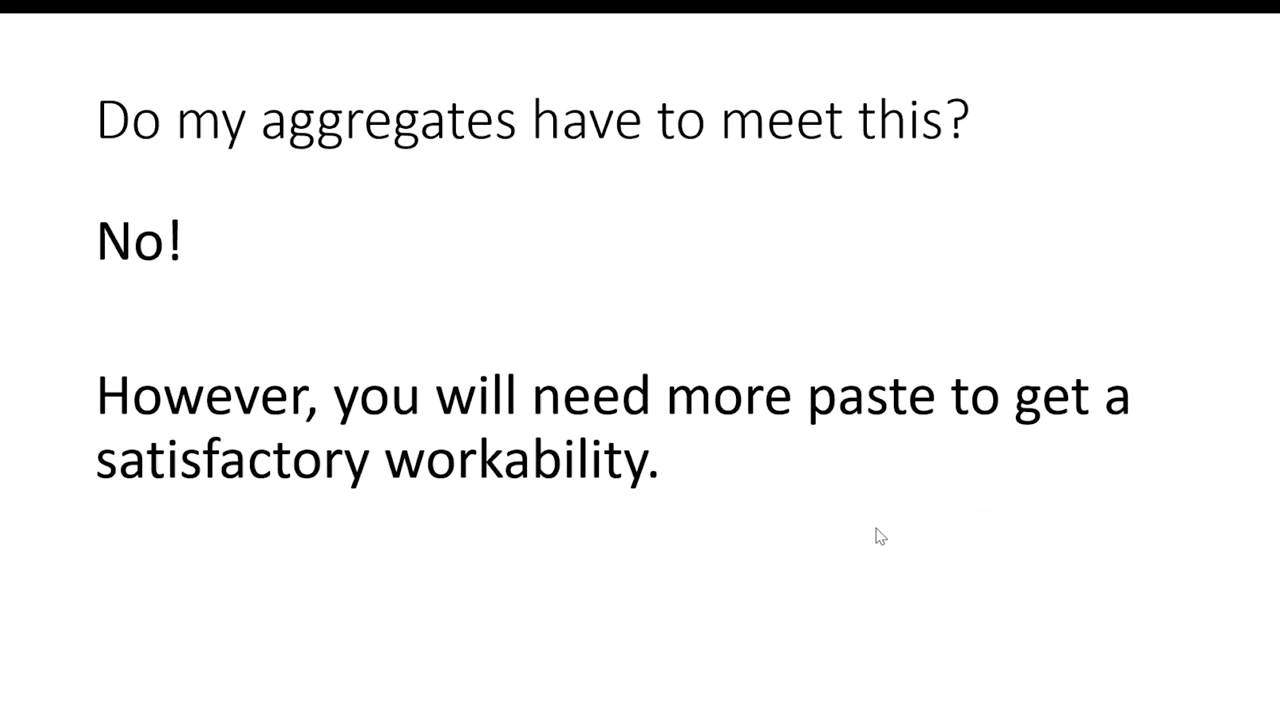 Do my aggregates have to meet this?
No!
However, you will need more paste to get a
satisfactory workability.